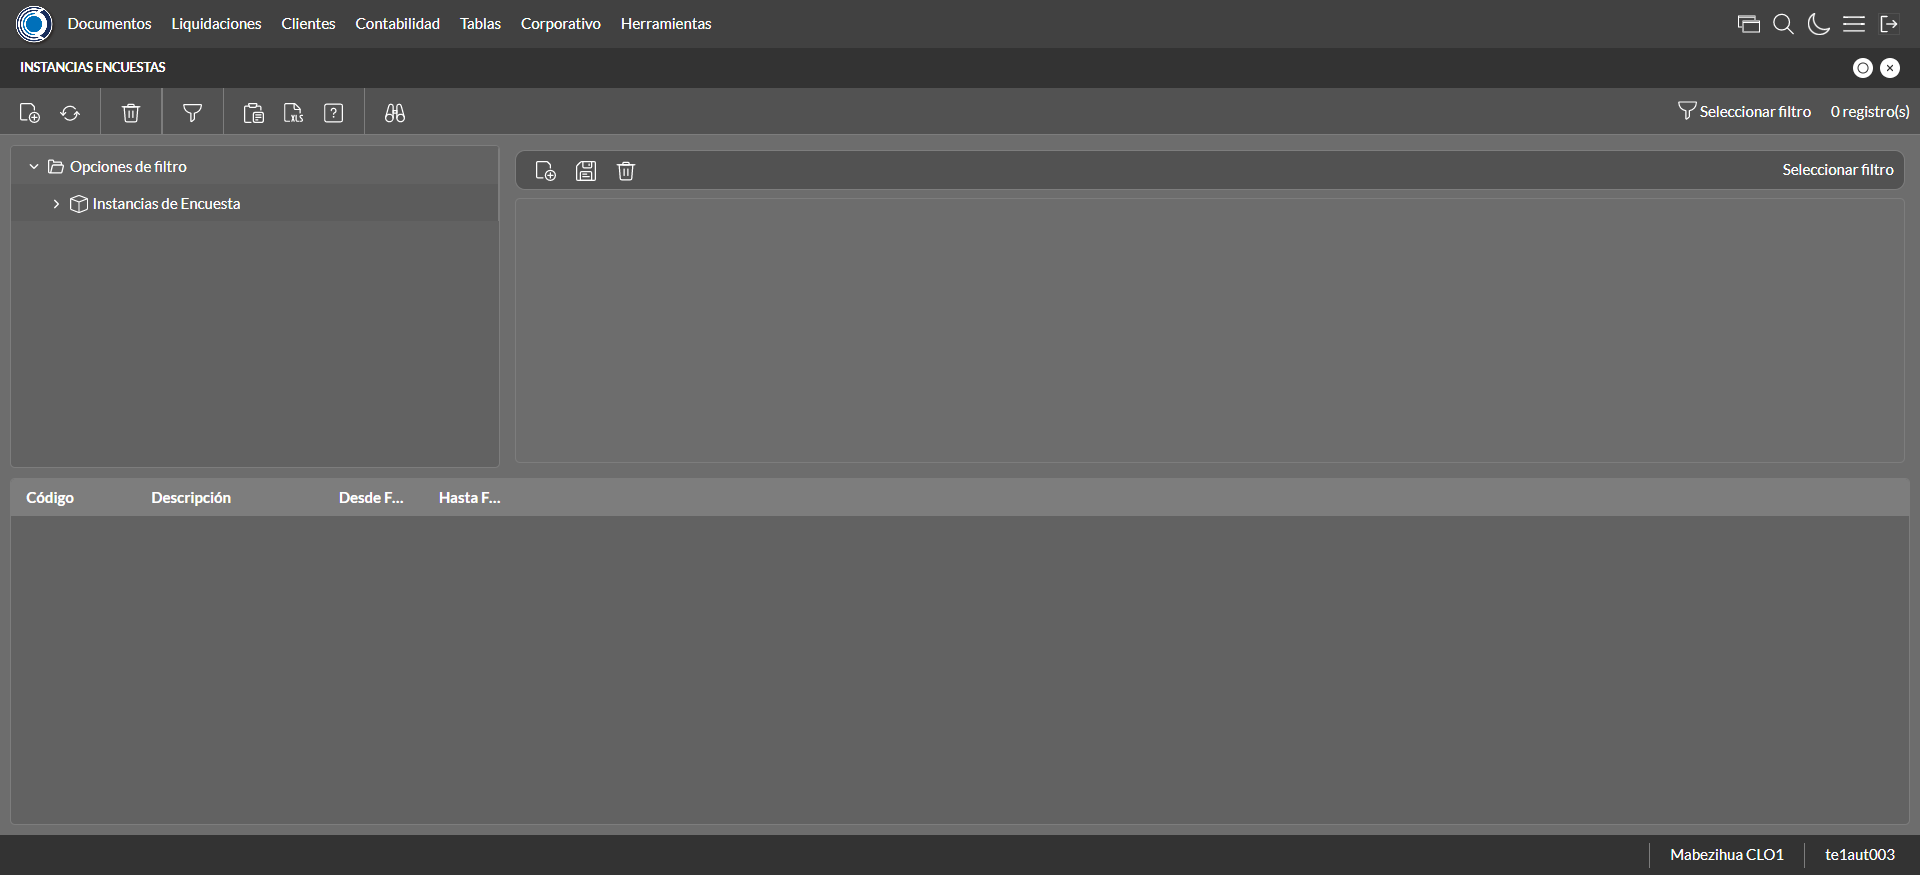 Documentos Liquidaciones Clientes Contabilidad Tablas Corporativo Herramientas
INSTANCIAS ENCUESTAS
XLS ? Seleccionar filtro 0 registro(s)
Opciones de filtro
Instancias de Encuesta
Seleccionar filtro
Código Descripción Desde F... Hasta F...
Mabezihua CLO1 te1aut003